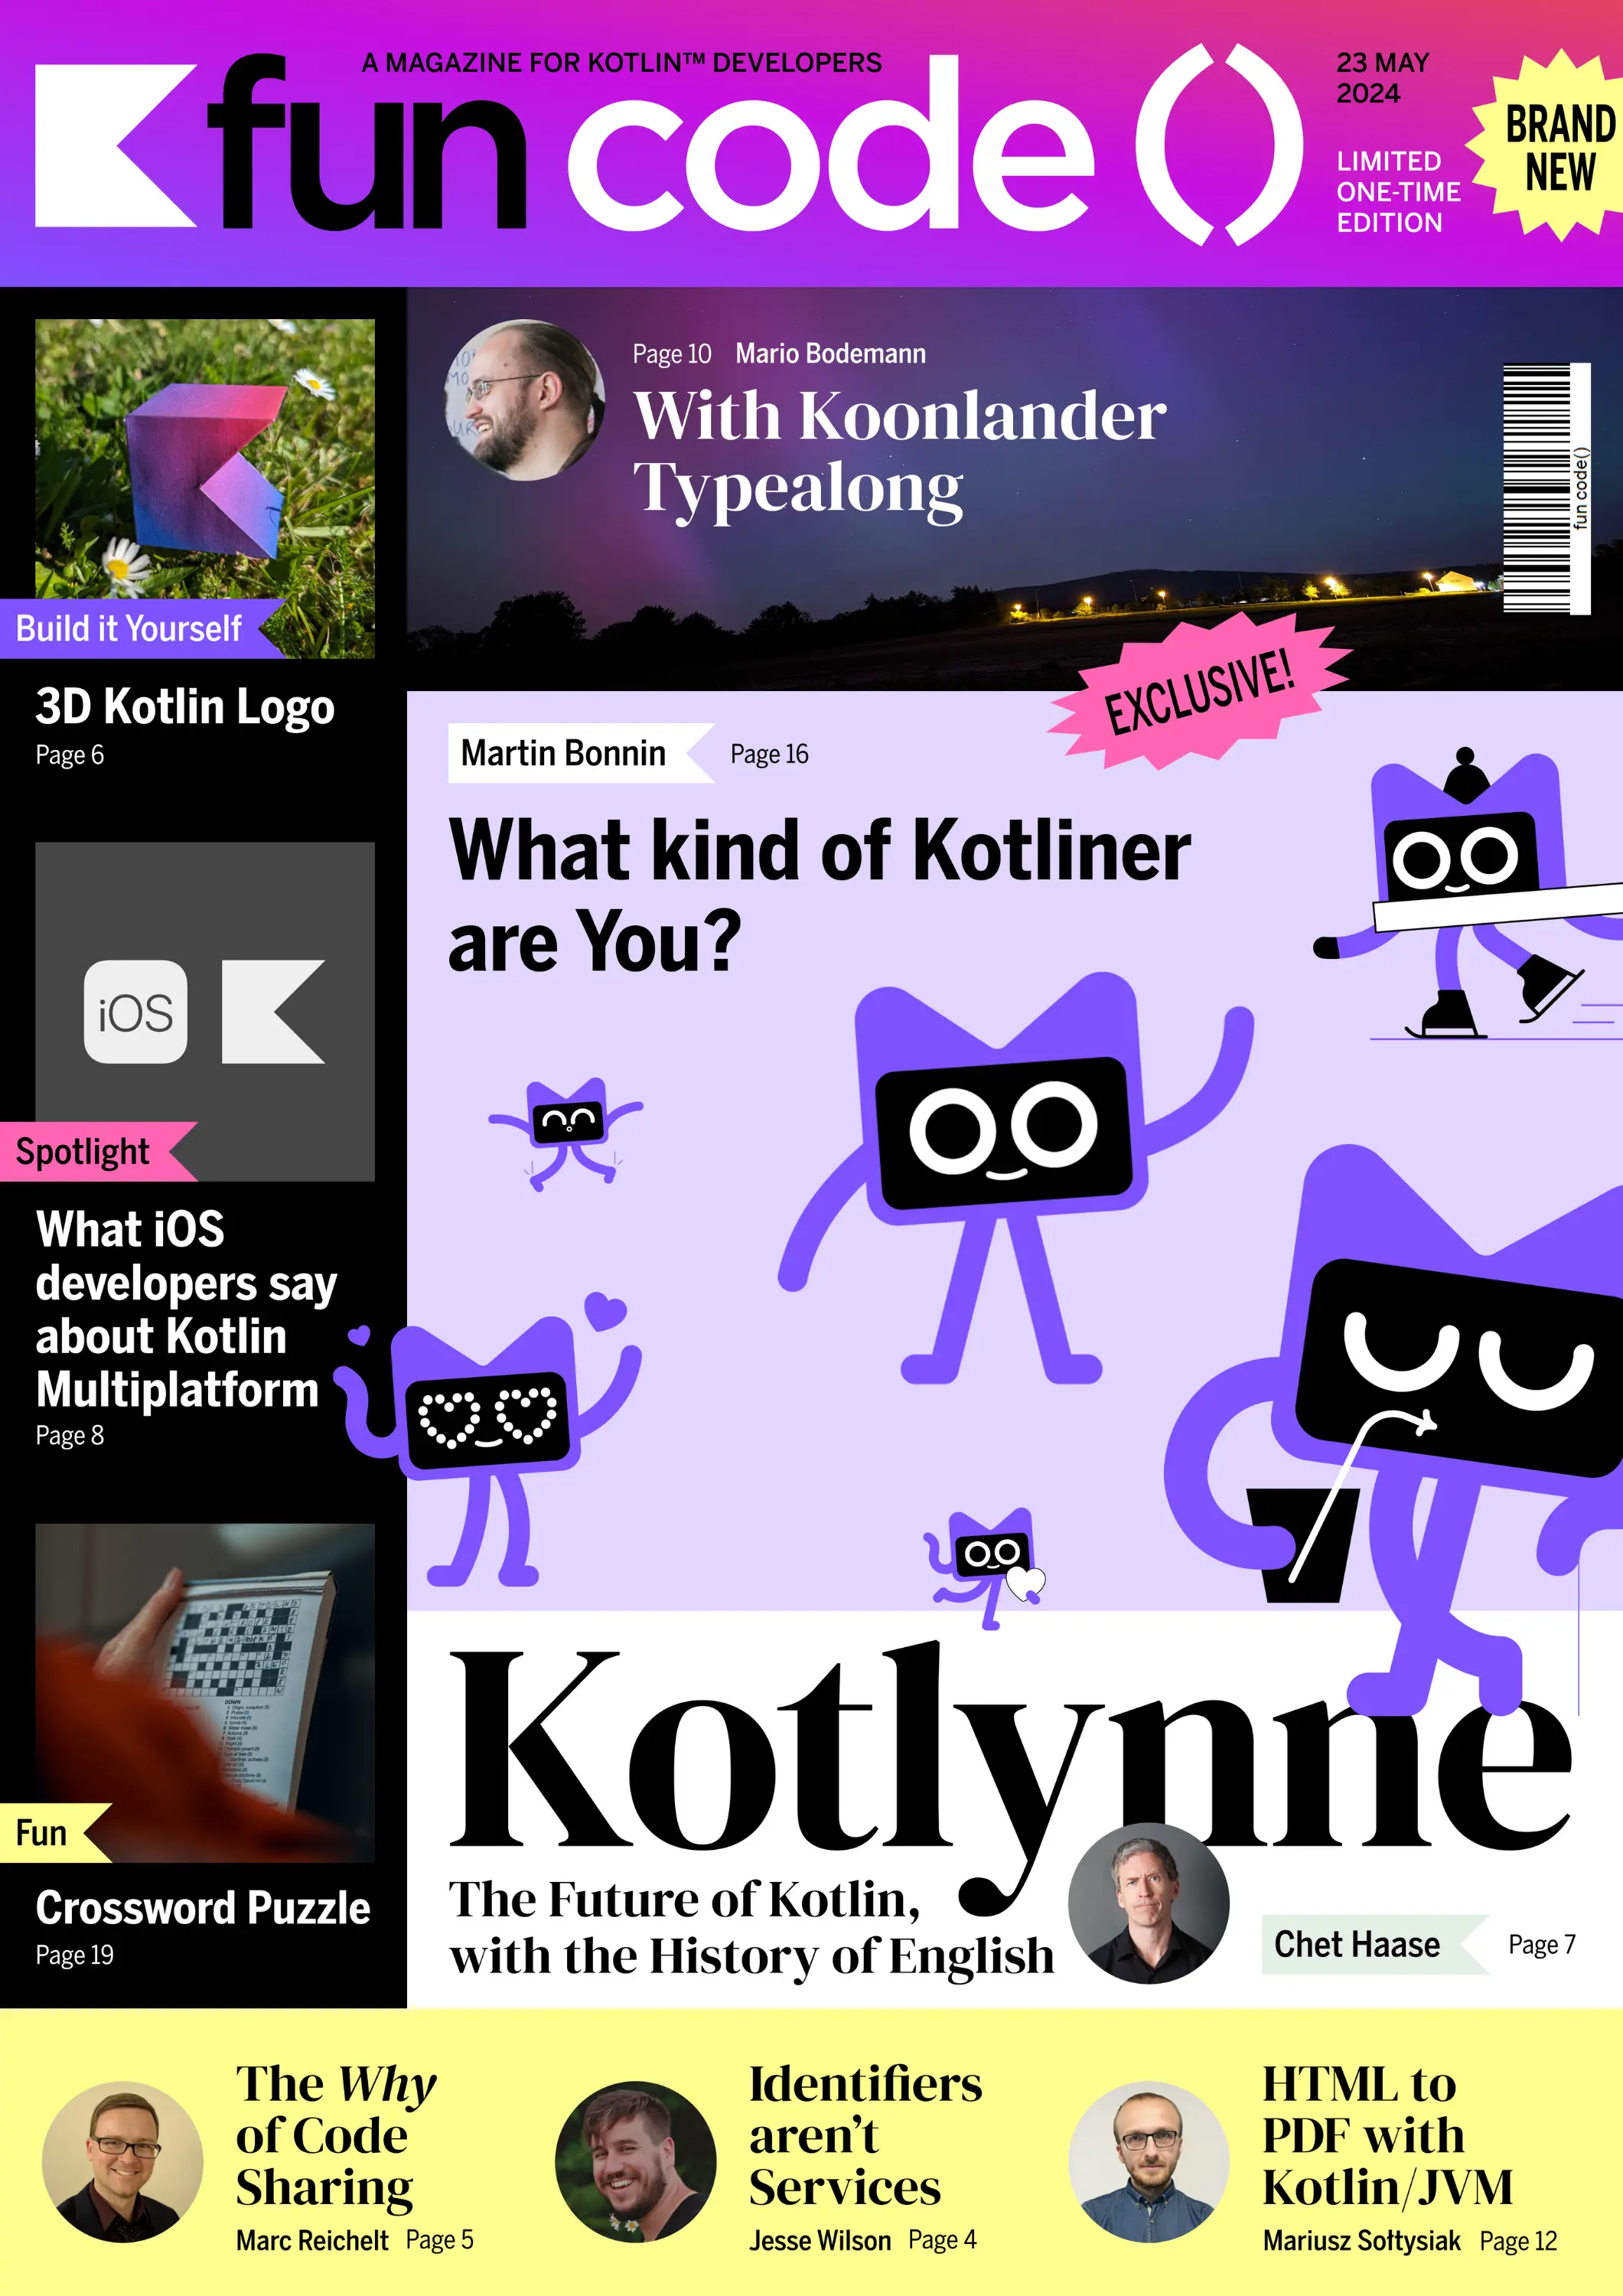 A MAGAZINE FOR KOTLIN™ DEVELOPERS
fun code ()
23 MAY
2024
LIMITED
ONE-TIME
EDITION
BRAND
NEW
Build it Yourself
3D Kotlin Logo
Page 6
iOS
Spotlight
What iOS
developers say
about Kotlin
Multiplatform
Page 8
Fun
Crossword Puzzle
Page 19
Page 10 Mario Bodemann
With Koonlander
Typealong
fun code()
EXCLUSIVE!
Martin Bonnin Page 16
What kind of Kotliner
are You?
Kotlynne
The Future of Kotlin,
with the History of English
Chet Haase Page 7
The Why
of Code
Sharing
Marc Reichelt Page 5
Identifiers
aren’t
Services
Jesse Wilson Page 4
HTML to
PDF with
Kotlin/JVM
Mariusz Sołtysiak Page 12